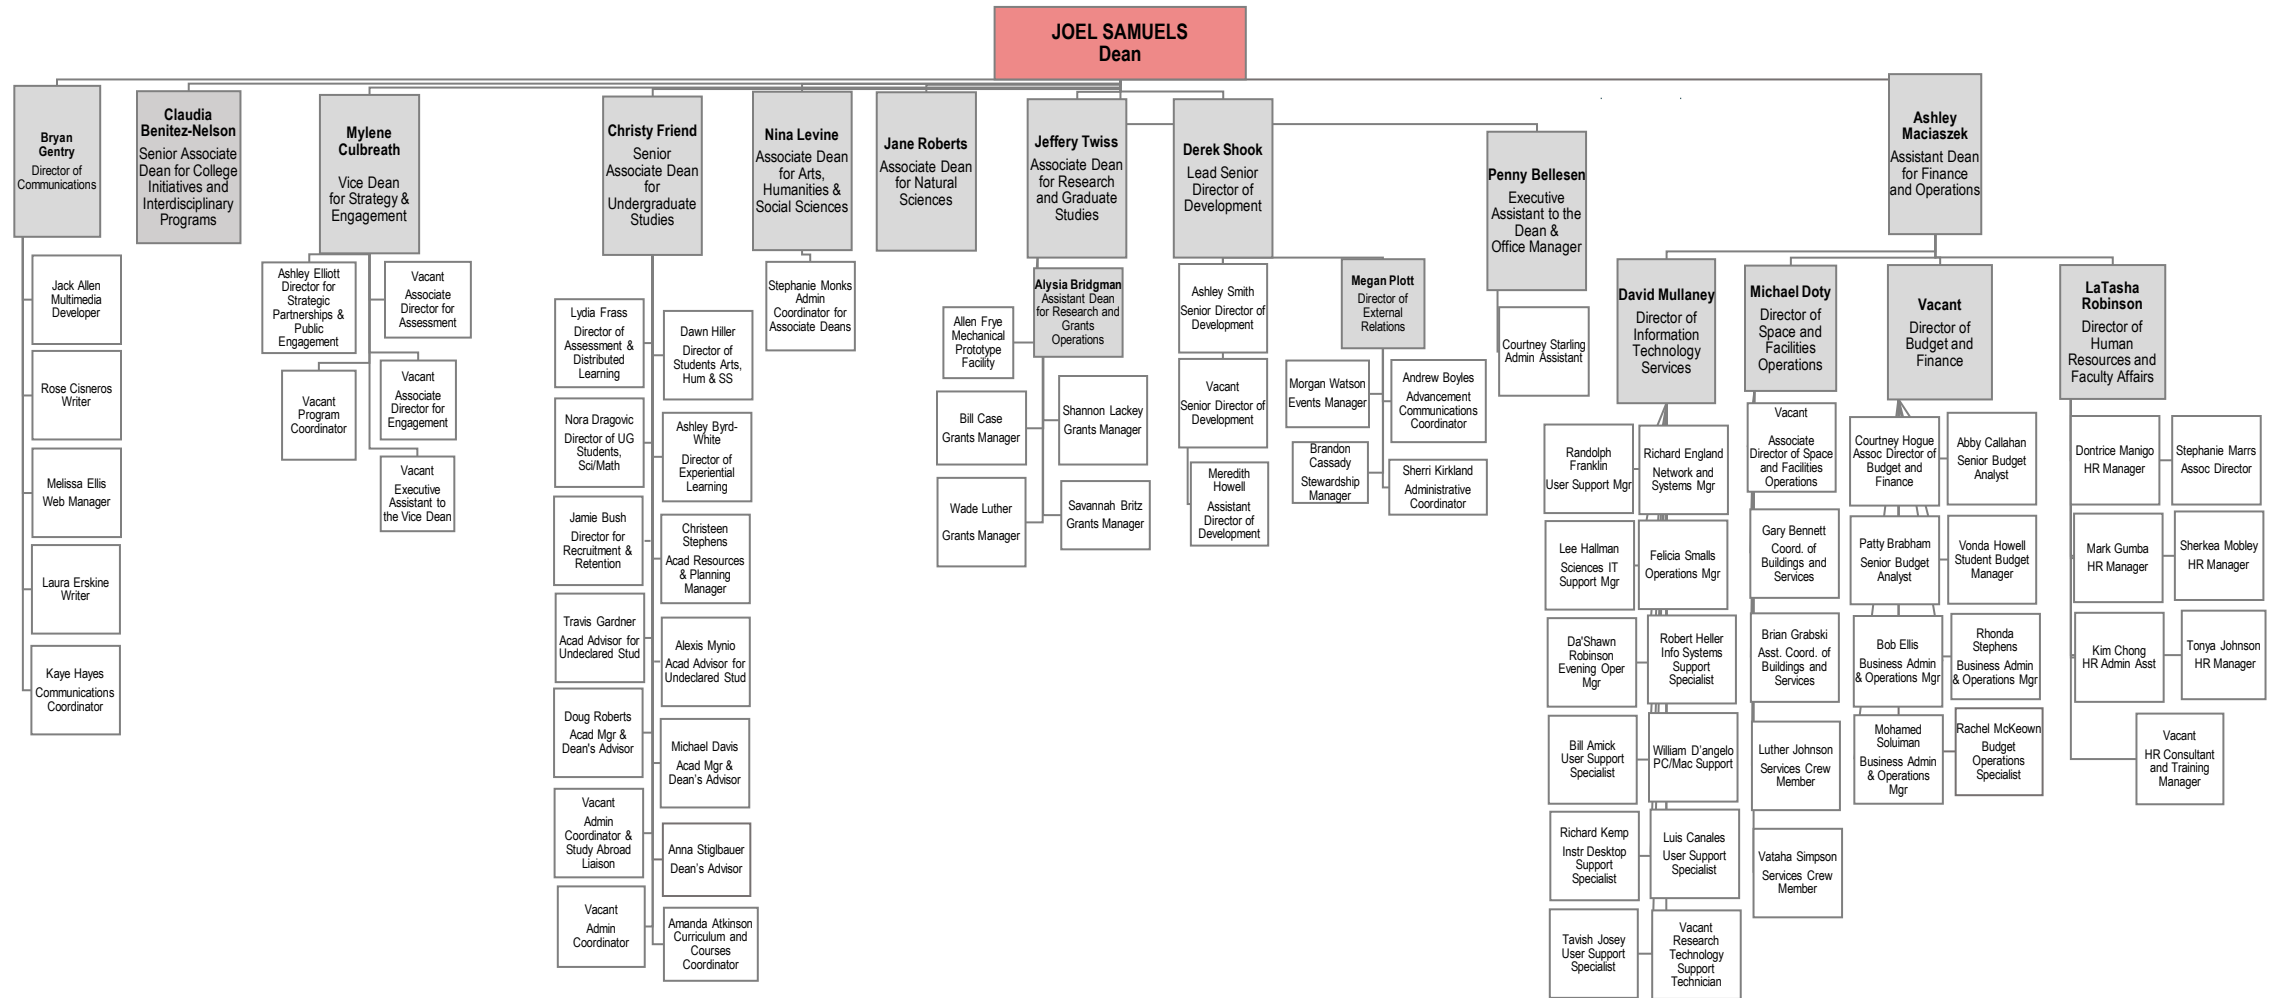 JOEL SAMUELS
Dean
Bryan
Gentry
Director of
Communications
Jack Allen
Multimedia
Developer
Rose Cisneros
Writer
Melissa Ellis
Web Manager
Laura Erskine
Writer
Kaye Hayes
Communications
Coordinator
Claudia
Benitez-Nelson
Senior Associate
Dean for College
Initiatives and
Interdisciplinary
Programs
Mylene
Culbreath
Vice Dean
for Strategy &
Engagement
Ashley Elliott
Director for
Strategic
Partnerships &
Public
Engagement
Vacant
Associate
Director for
Assessment
Vacant
Program
Coordinator
Vacant
Associate
Director for
Engagement
Vacant
Executive
Assistant to
the Vice Dean
Christy Friend
Senior
Associate Dean
for
Undergraduate
Studies
Lydia Frass
Director of
Assessment &
Distributed
Learning
Dawn Hiller
Director of
Students Arts,
Hum & SS
Nora Dragovic
Director of UG
Students,
Sci/Math
Ashley Byrd-
White
Director of
Experiential
Learning
Jamie Bush
Director for
Recruitment &
Retention
Christeen
Stephens
Acad Resources
& Planning
Manager
Travis Gardner
Acad Advisor for
Undeclared Stud
Alexis Mynio
Acad Advisor for
Undeclared Stud
Doug Roberts
Acad Mgr &
Dean's Advisor
Michael Davis
Acad Mgr &
Dean's Advisor
Vacant
Admin
Coordinator &
Study Abroad
Liaison
Anna Stiglbauer
Dean's Advisor
Vacant
Admin
Coordinator
Amanda Atkinson
Curriculum and
Courses
Coordinator
Nina Levine
Associate Dean
for Arts,
Humanities &
Social Sciences
Stephanie Monks
Admin
Coordinator for
Associate Deans
Jane Roberts
Associate Dean
for Natural
Sciences
Jeffery Twiss
Associate Dean
for Research
and Graduate
Studies
Alysia Bridgman
Assistant Dean
for Research and
Grants
Operations
Allen Frye
Mechanical
Prototype
Facility
Bill Case
Grants Manager
Shannon Lackey
Grants Manager
Wade Luther
Grants Manager
Savannah Britz
Grants Manager
Derek Shook
Lead Senior
Director of
Development
Ashley Smith
Senior Director of
Development
Vacant
Senior Director of
Development
Meredith
Howell
Assistant
Director of
Development
Megan Plott
Director of
External
Relations
Morgan Watson
Events Manager
Andrew Boyles
Advancement
Communications
Coordinator
Brandon
Cassady
Stewardship
Manager
Sherri Kirkland
Administrative
Coordinator
Penny Bellesen
Executive
Assistant to the
Dean &
Office Manager
Courtney Starling
Admin Assistant
Ashley
Maciaszek
Assistant Dean
for Finance
and Operations
David Mullaney
Director of
Information
Technology
Services
Randolph
Franklin
User Support Mgr
Richard England
Network and
Systems Mgr
Lee Hallman
Sciences IT
Support Mgr
Felicia Smalls
Operations Mgr
Da'Shawn
Robinson
Evening Oper
Mgr
Robert Heller
Info Systems
Support
Specialist
Bill Amick
User Support
Specialist
William D'angelo
PC/Mac Support
Richard Kemp
Instr Desktop
Support
Specialist
Luis Canales
User Support
Specialist
Tavish Josey
User Support
Specialist
Vacant
Research
Technology
Support
Technician
Michael Doty
Director of
Space and
Facilities
Operations
Vacant
Associate
Director of Space
and Facilities
Operations
Gary Bennett
Coord. of
Buildings and
Services
Brian Grabski
Asst. Coord. of
Buildings and
Services
Luther Johnson
Services Crew
Member
Vataha Simpson
Services Crew
Member
Vacant
Director of
Budget and
Finance
Courtney Hogue
Assoc Director of
Budget and
Finance
Abby Callahan
Senior Budget
Analyst
Patty Brabham
Senior Budget
Analyst
Vonda Howell
Student Budget
Manager
Bob Ellis
Business Admin
& Operations Mgr
Rhonda
Stephens
Business Admin
& Operations Mgr
Mohamed
Soluiman
Business Admin
& Operations
Mgr
Rachel McKeown
Budget
Operations
Specialist
LaTasha
Robinson
Director of
Human
Resources and
Faculty Affairs
Dontrice Manigo
HR Manager
Stephanie Marrs
Assoc Director
Mark Gumba
HR Manager
Sherkea Mobley
HR Manager
Kim Chong
HR Admin Asst
Tonya Johnson
HR Manager
Vacant
HR Consultant
and Training
Manager